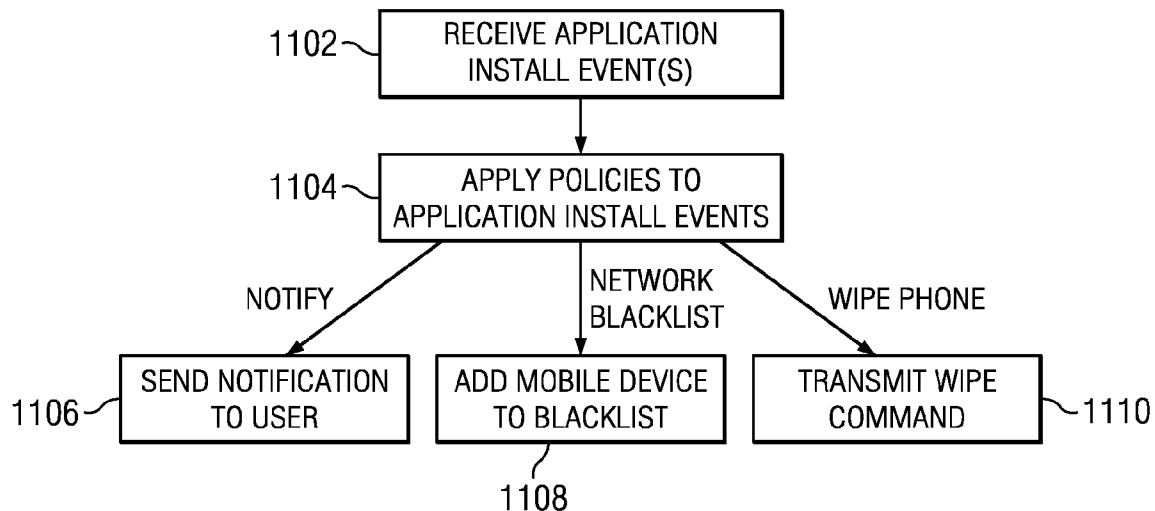 1102
RECEIVE APPLICATION
INSTALL EVENT(S)
1104
APPLY POLICIES TO
APPLICATION INSTALL EVENTS
NOTIFY
NETWORK
BLACKLIST
WIPE PHONE
1106
SEND NOTIFICATION
TO USER
ADD MOBILE DEVICE
TO BLACKLIST
TRANSMIT WIPE
COMMAND
1110
1108